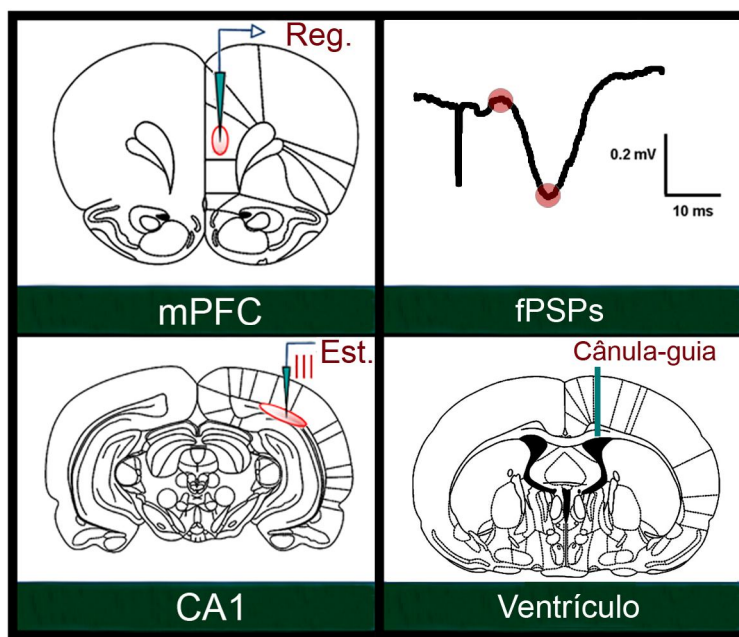 Reg.
0.2 mV
10 ms
mPFC
fPSPs
Est.
Cânula-guia
CA1
Ventrículo